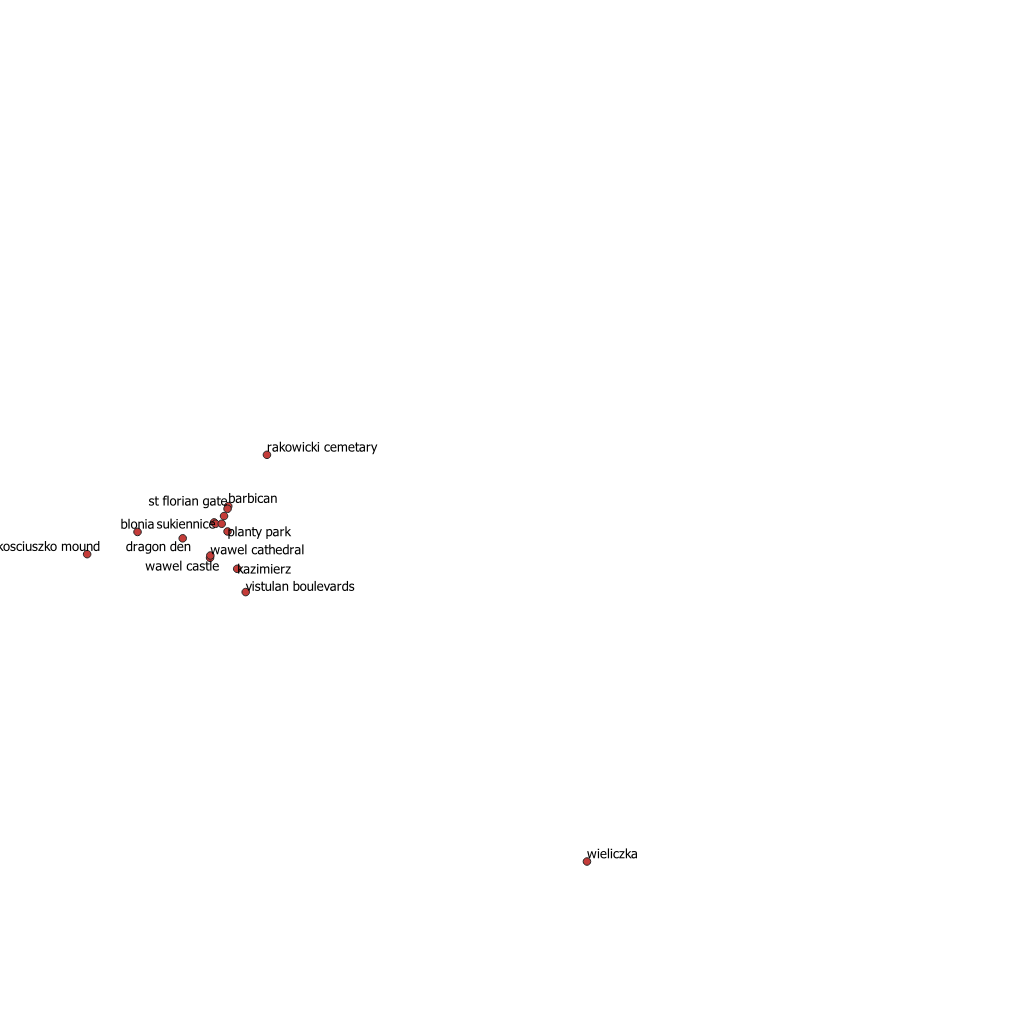 rakowicki cemetary
barbican
st florian gate
blonia
sukiennice
planty park
kosciuszko mound
dragon den
wawel cathedral
wawel castle
kazimierz
vistulan boulevards
wieliczka